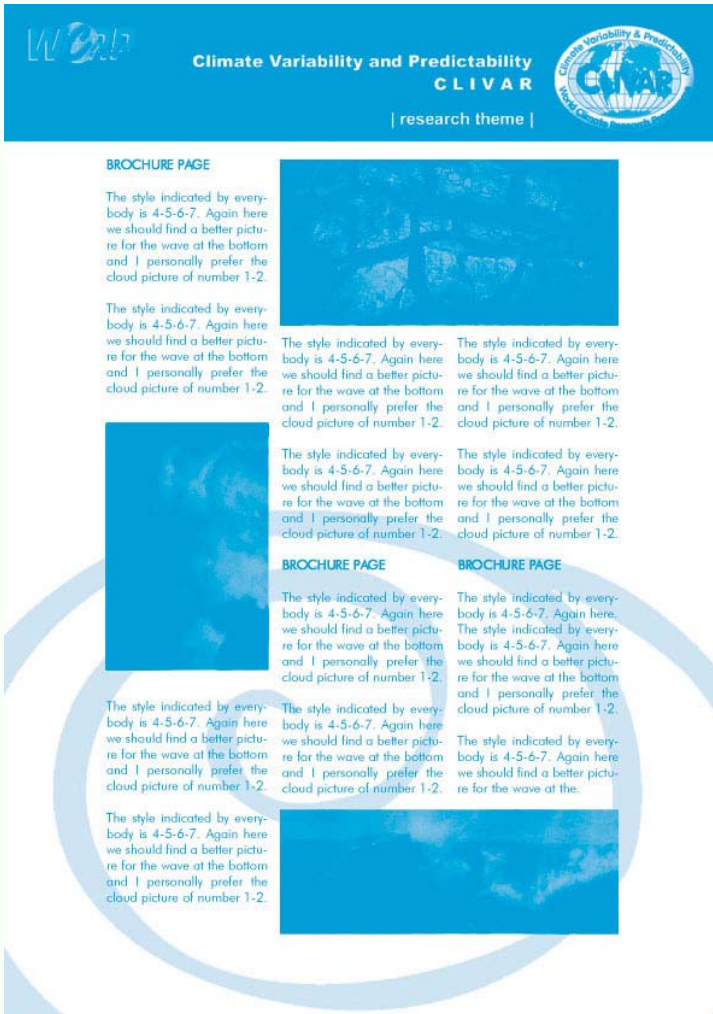 WCRP
Climate Variability and Predictability
CLIVAR
| research theme |
Climate Variability & Predictability
CLIVAR
World Climate Research
BROCHURE PAGE
The style indicated by every-
body is 4-5-6-7. Again here
we should find a better pictu-
re for the wave at the bottom
and I personally prefer the
cloud picture of number 1-2.
The style indicated by every-
body is 4-5-6-7. Again here
we should find a better pictu-
re for the wave at the bottom
and I personally prefer the
cloud picture of number 1-2.
The style indicated by every-
body is 4-5-6-7. Again here
we should find a better pictu-
re for the wave at the bottom
and I personally prefer the
cloud picture of number 1-2.
The style indicated by every-
body is 4-5-6-7. Again here
we should find a better pictu-
re for the wave at the bottom
and I personally prefer the
cloud picture of number 1-2.
The style indicated by every-
body is 4-5-6-7. Again here
we should find a better pictu-
re for the wave at the bottom
and I personally prefer the
cloud picture of number 1-2.
The style indicated by every-
body is 4-5-6-7. Again here
we should find a better pictu-
re for the wave at the bottom
and I personally prefer the
cloud picture of number 1-2.
BROCHURE PAGE
The style indicated by every-
body is 4-5-6-7. Again here
we should find a better pictu-
re for the wave at the bottom
and I personally prefer the
cloud picture of number 1-2.
The style indicated by every-
body is 4-5-6-7. Again here
we should find a better pictu-
re for the wave at the bottom
and I personally prefer the
cloud picture of number 1-2.
The style indicated by every-
body is 4-5-6-7. Again here
we should find a better pictu-
re for the wave at the bottom
and I personally prefer the
cloud picture of number 1-2.
The style indicated by every-
body is 4-5-6-7. Again here
we should find a better pictu-
re for the wave at the bottom
and I personally prefer the
cloud picture of number 1-2.
BROCHURE PAGE
The style indicated by every-
body is 4-5-6-7. Again here.
The style indicated by every-
body is 4-5-6-7. Again here
we should find a better pictu-
re for the wave at the bottom
and I personally prefer the
cloud picture of number 1-2.
The style indicated by every-
body is 4-5-6-7. Again here
we should find a better pictu-
re for the wave at the.